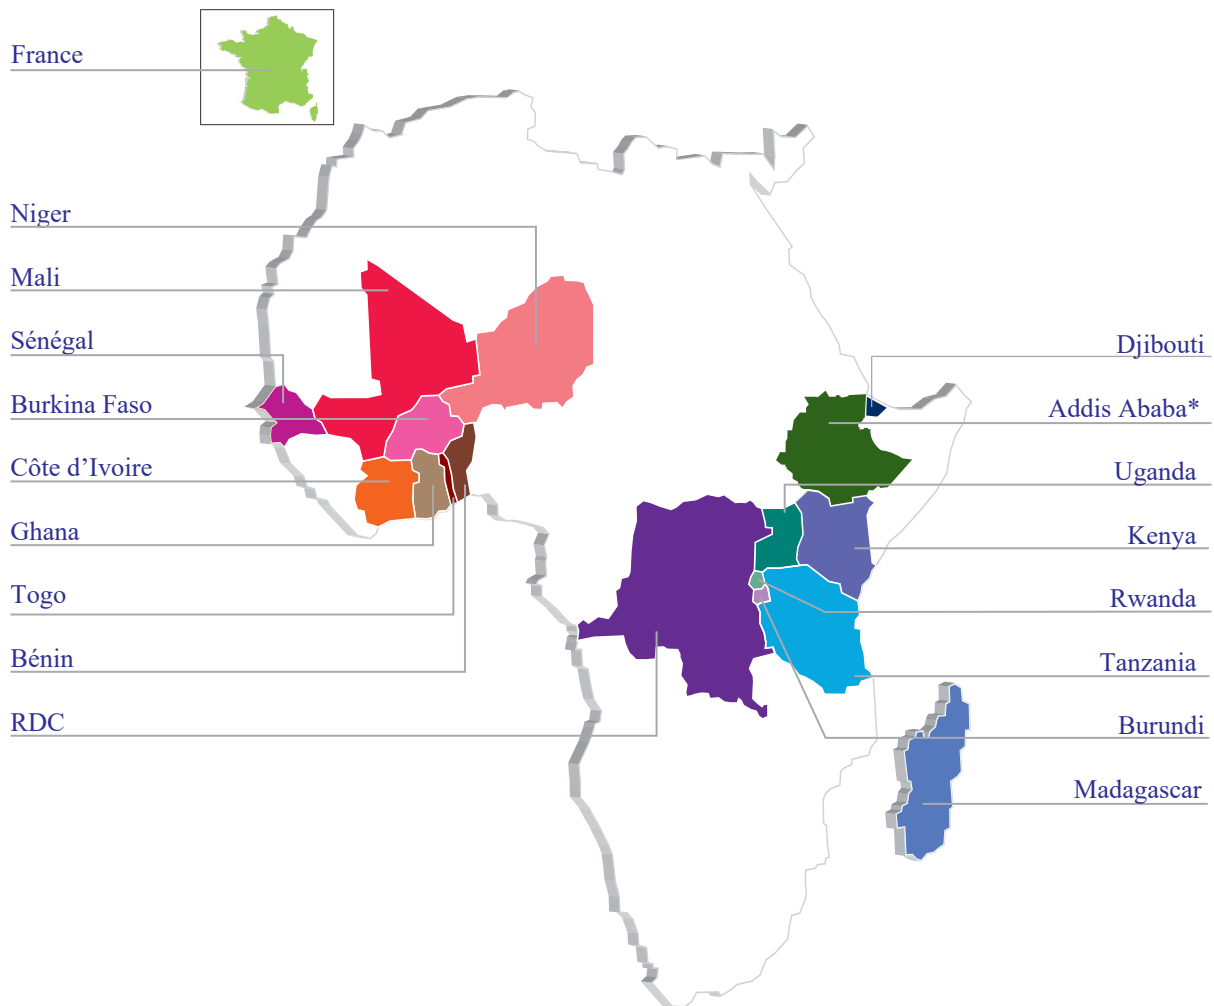 France
Niger
Mali
Sénégal
Burkina Faso
Côte d’Ivoire
Ghana
Togo
Bénin
RDC
Djibouti
Addis Ababa*
Uganda
Kenya
Rwanda
Tanzania
Burundi
Madagascar